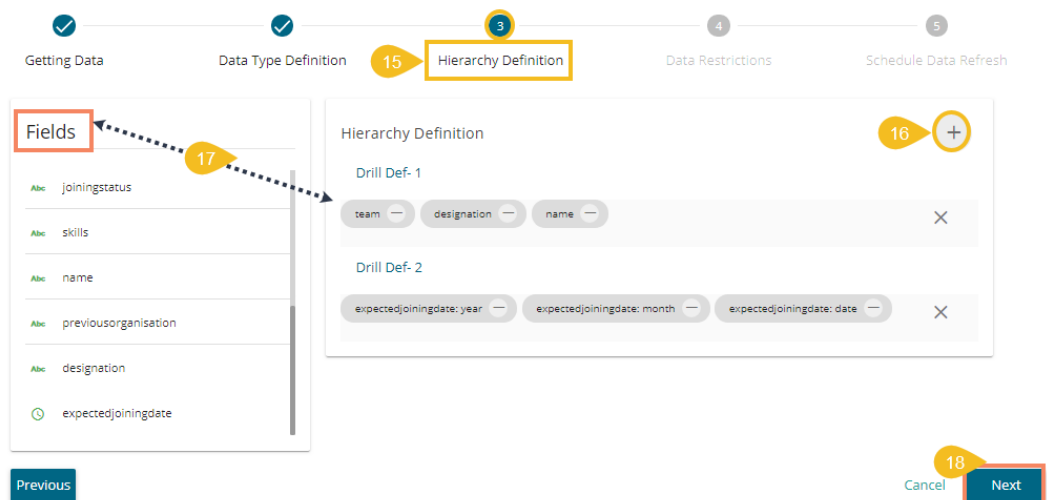 3 4 5
Getting Data Data Type Definition 15 Hierarchy Definition Data Restrictions Schedule Data Refresh
Fields
17
Abc joiningstatus
Abc skills
Abc name
Abc previousorganisation
Abc designation
expectedjoiningdate
Hierarchy Definition 16 +
Drill Def- 1
team — designation — name — ×
Drill Def- 2
expectedjoiningdate: year — expectedjoiningdate: month — expectedjoiningdate: date — ×
18
Previous Cancel Next